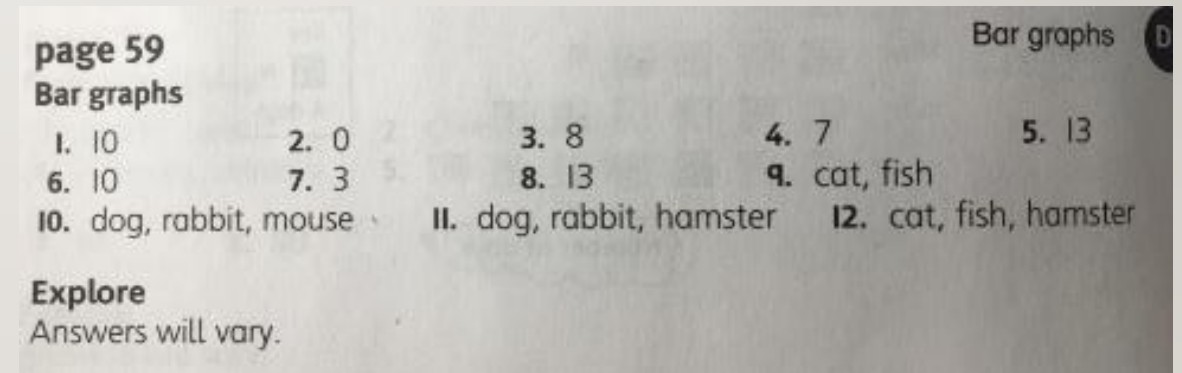 Bar graphs D
page 59
Bar graphs
1. 10 2. 0 3. 8 4. 7 5. 13
6. 10 7. 3 8. 13 9. cat, fish
10. dog, rabbit, mouse 11. dog, rabbit, hamster 12. cat, fish, hamster
Explore
Answers will vary.